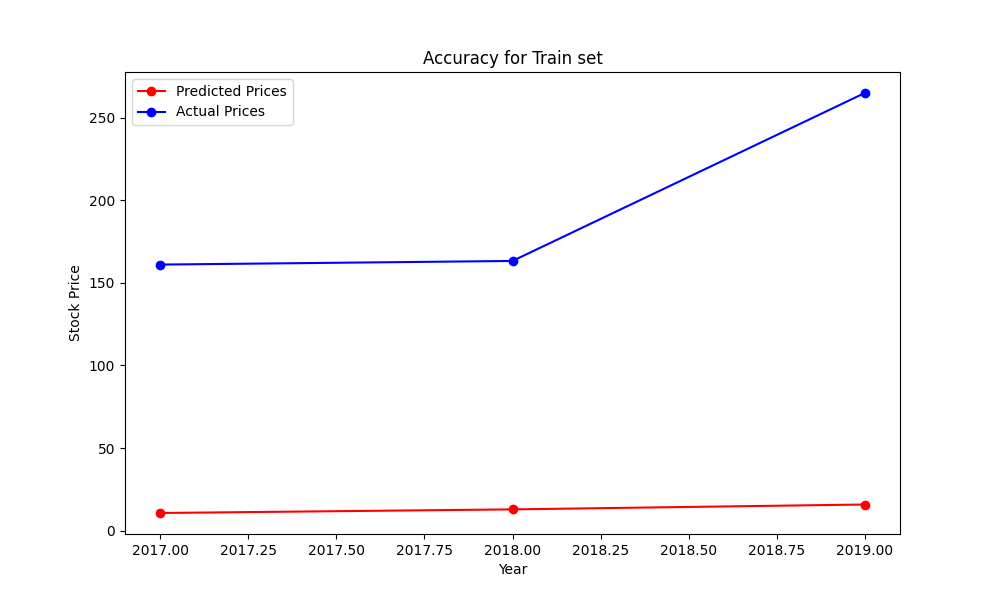 Accuracy for Train set
Predicted Prices
Actual Prices
250
200
150
100
50
0
Stock Price
2017.00 2017.25 2017.50 2017.75 2018.00 2018.25 2018.50 2018.75 2019.00
Year